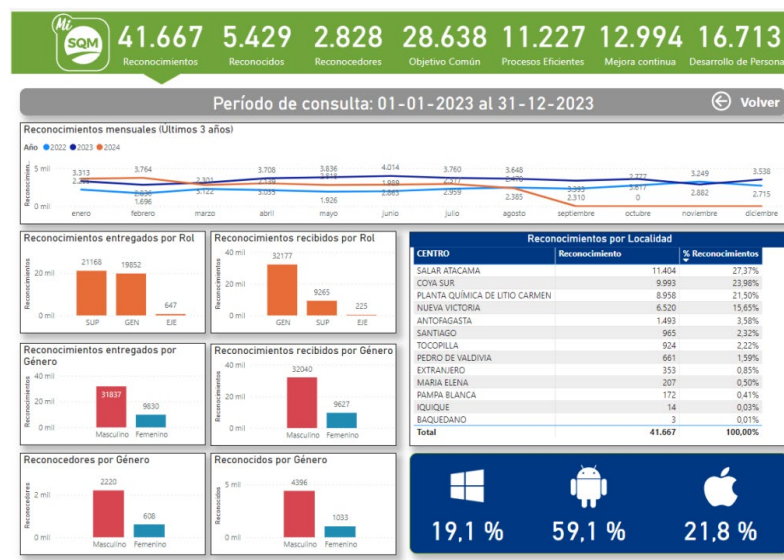 Mi
SQM
41.667 5.429 2.828 28.638 11.227 12.994 16.713
Reconocimientos Reconocidos Reconocedores Objetivo Común Procesos Eficientes Mejora continua Desarrollo de Persona
Período de consulta: 01-01-2023 al 31-12-2023 Volver
Reconocimientos mensuales (Últimos 3 años)
Año 2022 2023 2024
5 mil
0 mil
3.313 3.764 3.708 3.836 4.014 3.760 3.648 3.249 3.538
1.696 3.122 1.926 2.959 2.385 2.310 0 2.882 2.715
enero febrero marzo abril mayo junio julio agosto septiembre octubre noviembre diciembre
Reconocimientos entregados por Rol
Reconocimientos
20 mil
0 mil
21168 19852 647
SUP GEN EJE
Reconocimientos recibidos por Rol
Reconocimientos
40 mil
20 mil
0 mil
32177 9265 225
GEN SUP EJE
Reconocimientos por Localidad
CENTRO Reconocimiento % Reconocimientos
SALAR ATACAMA 11.404 27,37%
COYA SUR 9.993 23,98%
PLANTA QUÍMICA DE LITIO CARMEN 8.958 21,50%
NUEVA VICTORIA 6.520 15,65%
ANTOFAGASTA 1.493 3,58%
SANTIAGO 965 2,32%
TOCOPILLA 924 2,22%
PEDRO DE VALDIVIA 661 1,59%
EXTRANJERO 353 0,85%
MARIA ELENA 207 0,50%
PAMPA BLANCA 172 0,41%
IQUIQUE 14 0,03%
BAQUEDANO 3 0,01%
Total 41.667 100,00%
Reconocimientos entregados por
Género
Reconocimientos
40 mil
20 mil
0 mil
31837 9830
Masculino Femenino
Reconocimientos recibidos por Género
Reconocimientos
40 mil
20 mil
0 mil
32040 9627
Masculino Femenino
Reconocedores por Género
Reconocedores
2 mil
0 mil
2220 608
Masculino Femenino
Reconocidos por Género
Reconocidos
5 mil
0 mil
4396 1033
Masculino Femenino
19,1 % 59,1 % 21,8 %